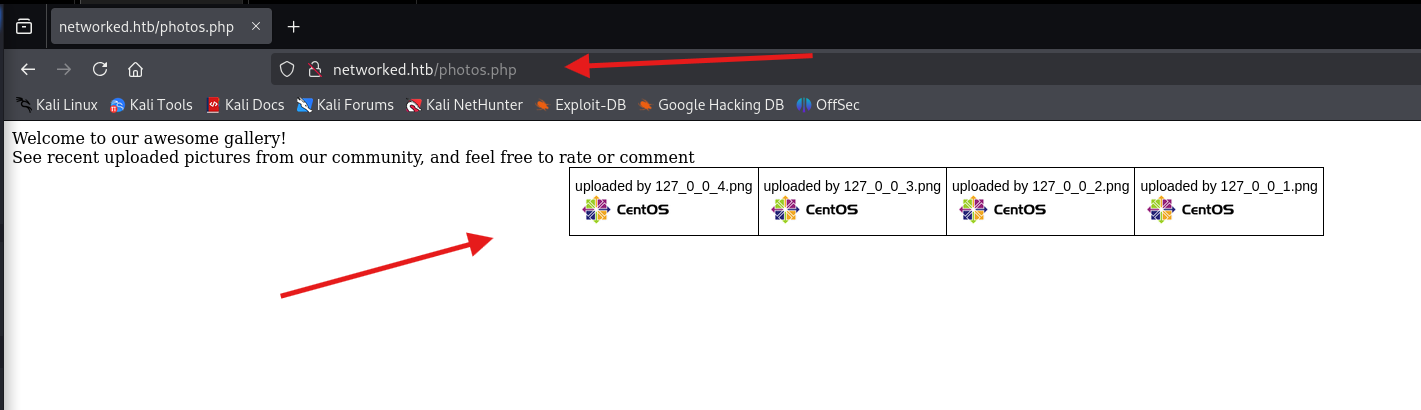 networked.htb/photos.php
networked.htb/photos.php
Kali Linux Kali Tools Kali Docs Kali Forums Kali NetHunter Exploit-DB Google Hacking DB OffSec
Welcome to our awesome gallery!
See recent uploaded pictures from our community, and feel free to rate or comment
uploaded by 127_0_0_4.png uploaded by 127_0_0_3.png uploaded by 127_0_0_2.png uploaded by 127_0_0_1.png
CentOS CentOS CentOS CentOS